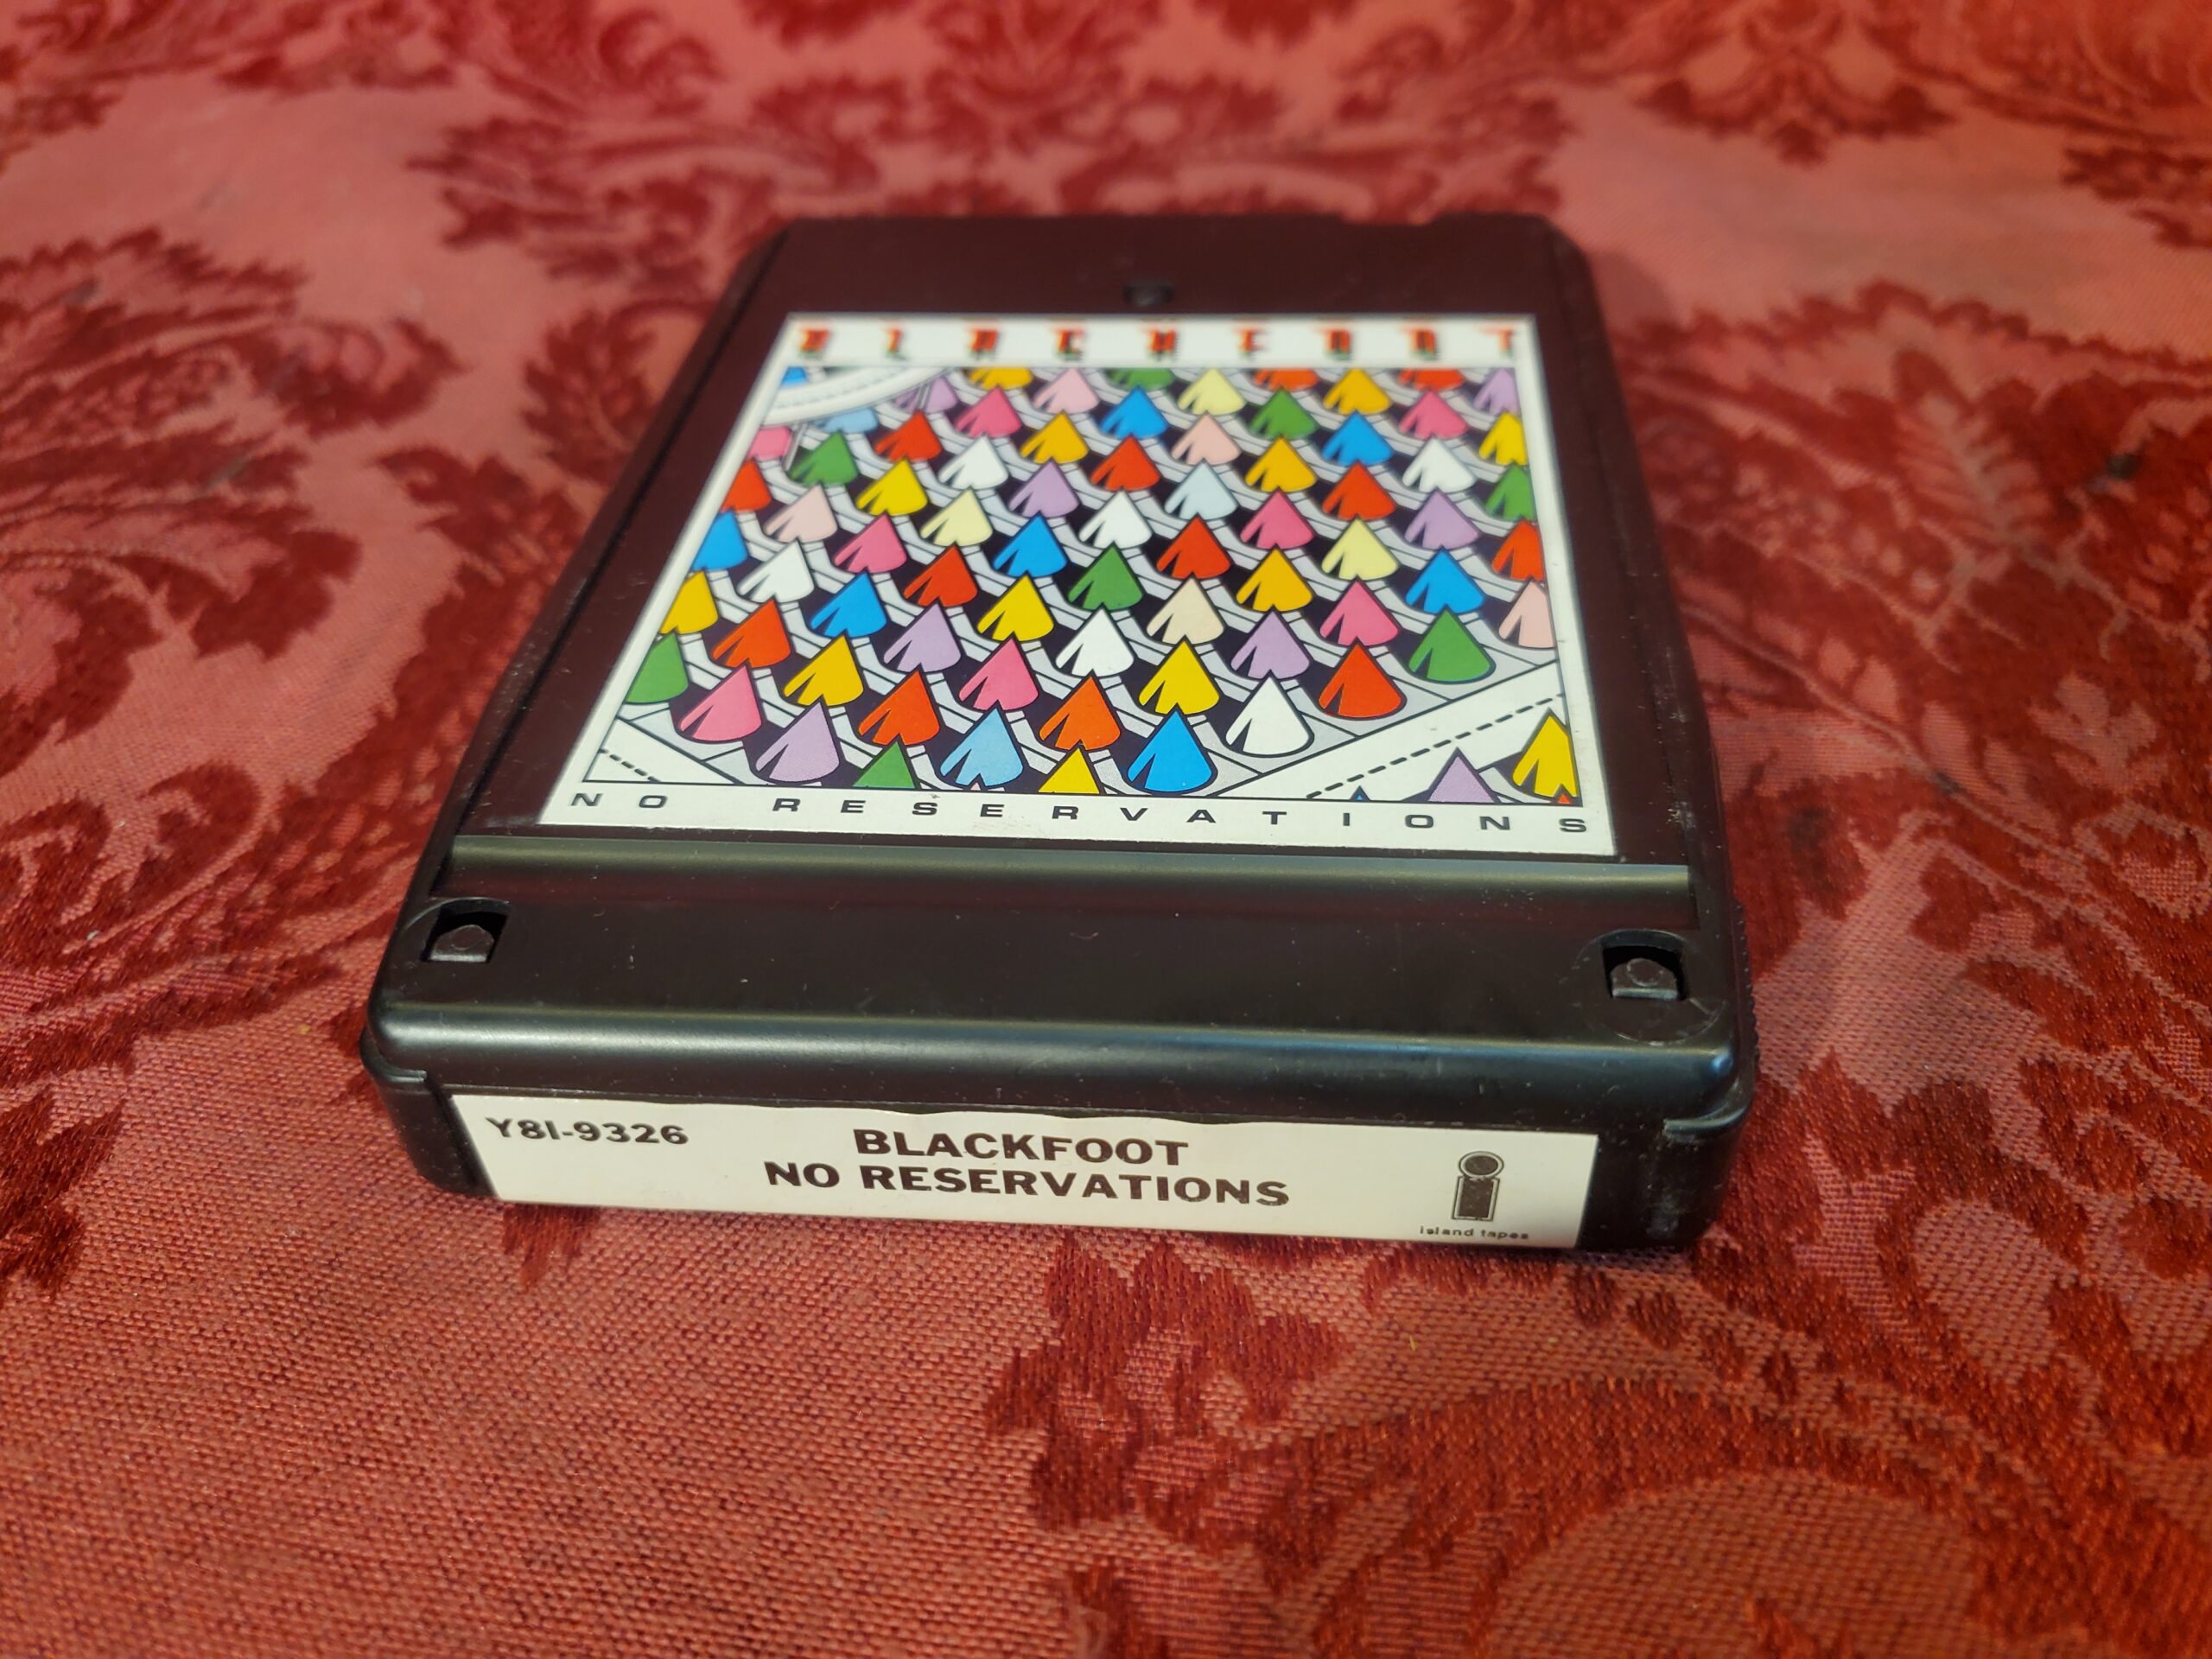 BLACKFOOT
NO RESERVATIONS
Y8I-9326
BLACKFOOT
NO RESERVATIONS
island tapes